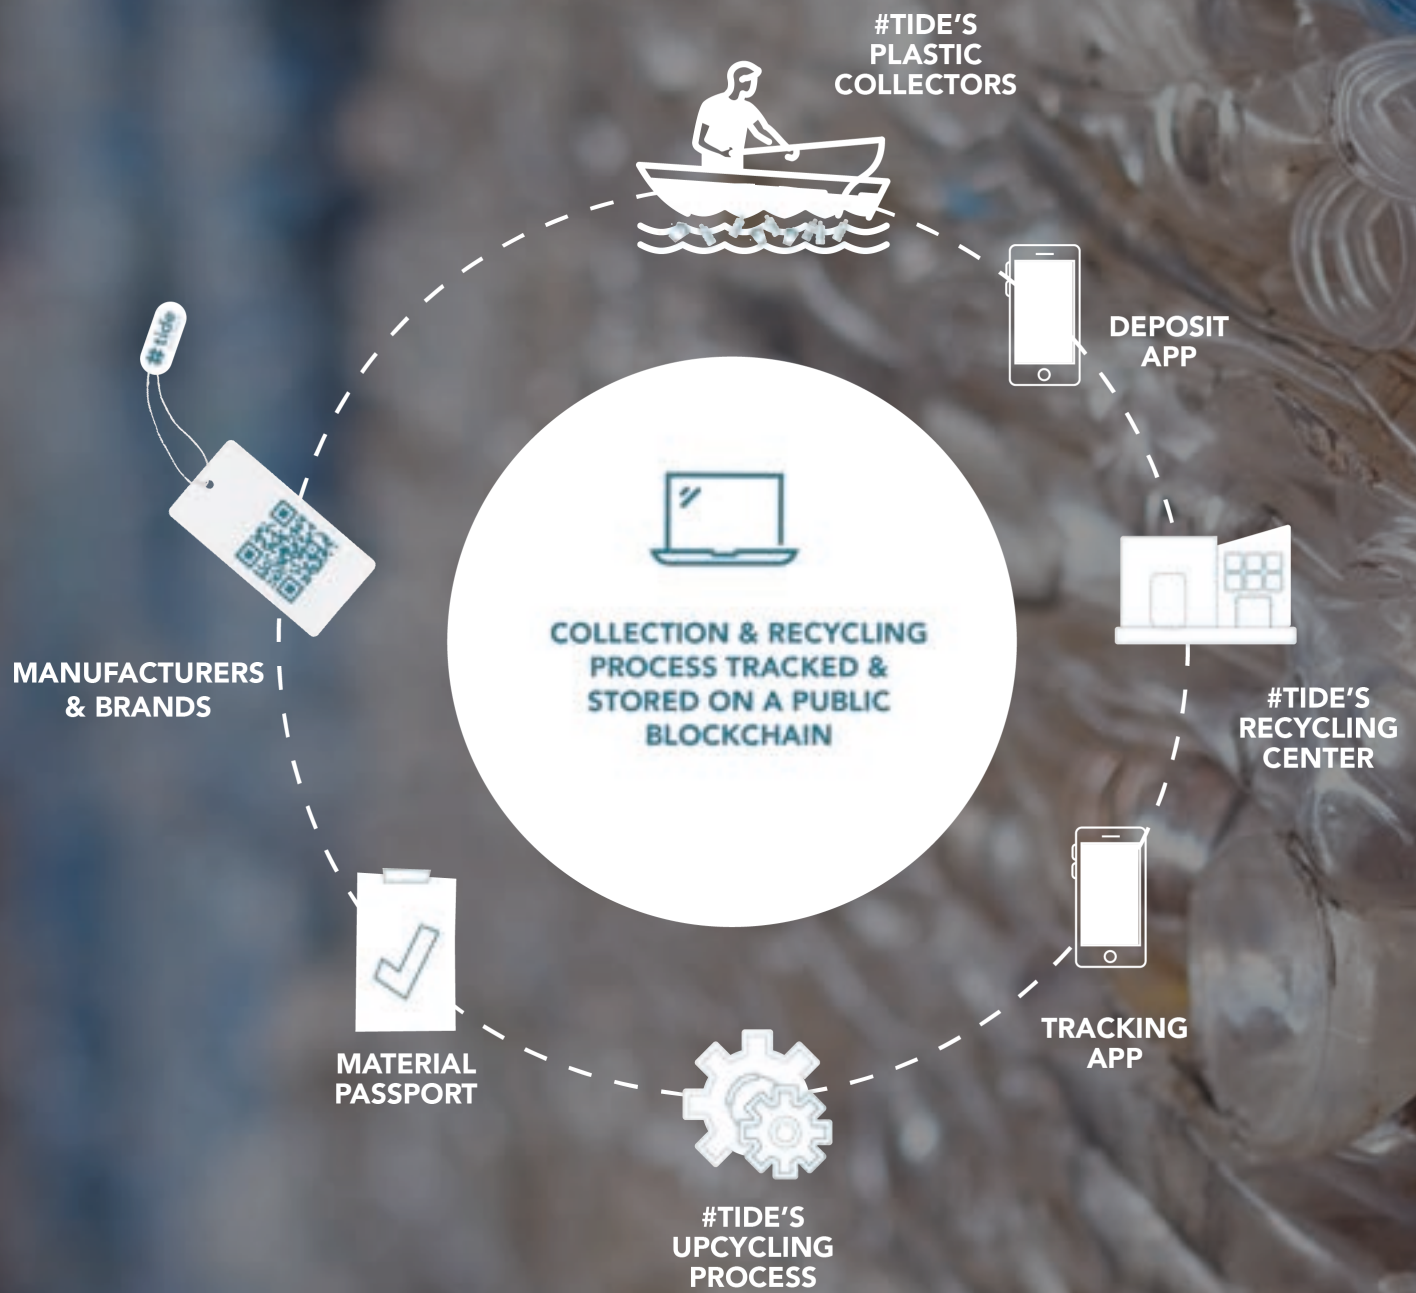 #TIDE'S
PLASTIC
COLLECTORS
DEPOSIT
APP
#tide
COLLECTION & RECYCLING
PROCESS TRACKED &
STORED ON A PUBLIC
BLOCKCHAIN
MANUFACTURERS
& BRANDS
#TIDE'S
RECYCLING
CENTER
TRACKING
APP
MATERIAL
PASSPORT
#TIDE'S
UPCYCLING
PROCESS